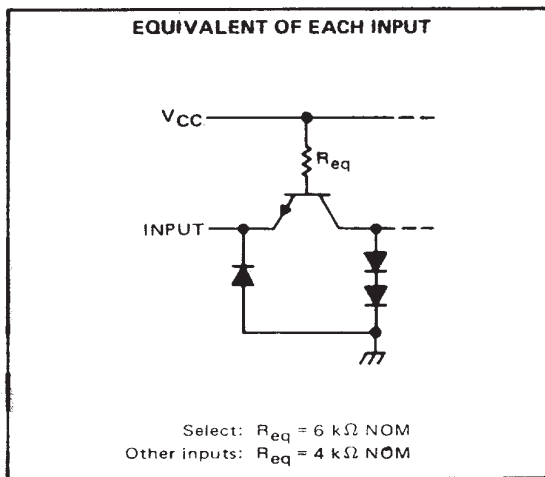 EQUIVALENT OF EACH INPUT
VCC
Req
INPUT
Select: Req = 6 kΩ NOM
Other inputs: Req = 4 kΩ NOM